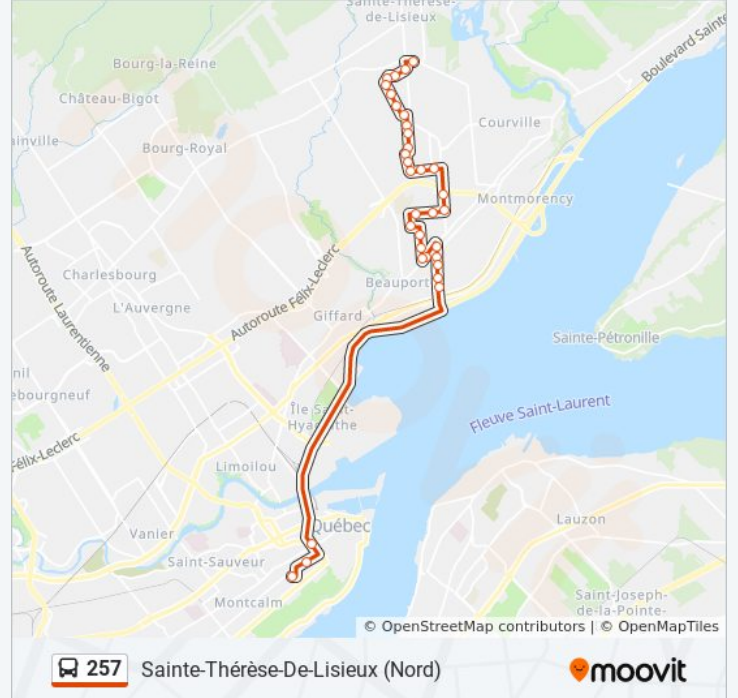 Sainte-Thérèse-
de-Lisieux
Boulevard Sainte
Bourg-la-Reine
Château-Bigot
Courville
ainville
Bourg-Royal
Montmorency
Autoroute Laurentienne
Charlesbourg
Autoroute Félix-Leclerc
Beauport
L'Auvergne
Giffard
Sainte-Pétronille
nil
ebourgneuf
Fleuve Saint-Laurent
Île Saint-
Hyacinthe
Félix-Leclerc
Limoilou
Lauzon
Québec
Vanier
Saint-Sauveur
Montcalm
Saint-Joseph-
de-la-Pointe-
© OpenStreetMap contributors | © OpenMapTiles
257 Sainte-Thérèse-De-Lisieux (Nord) moovit